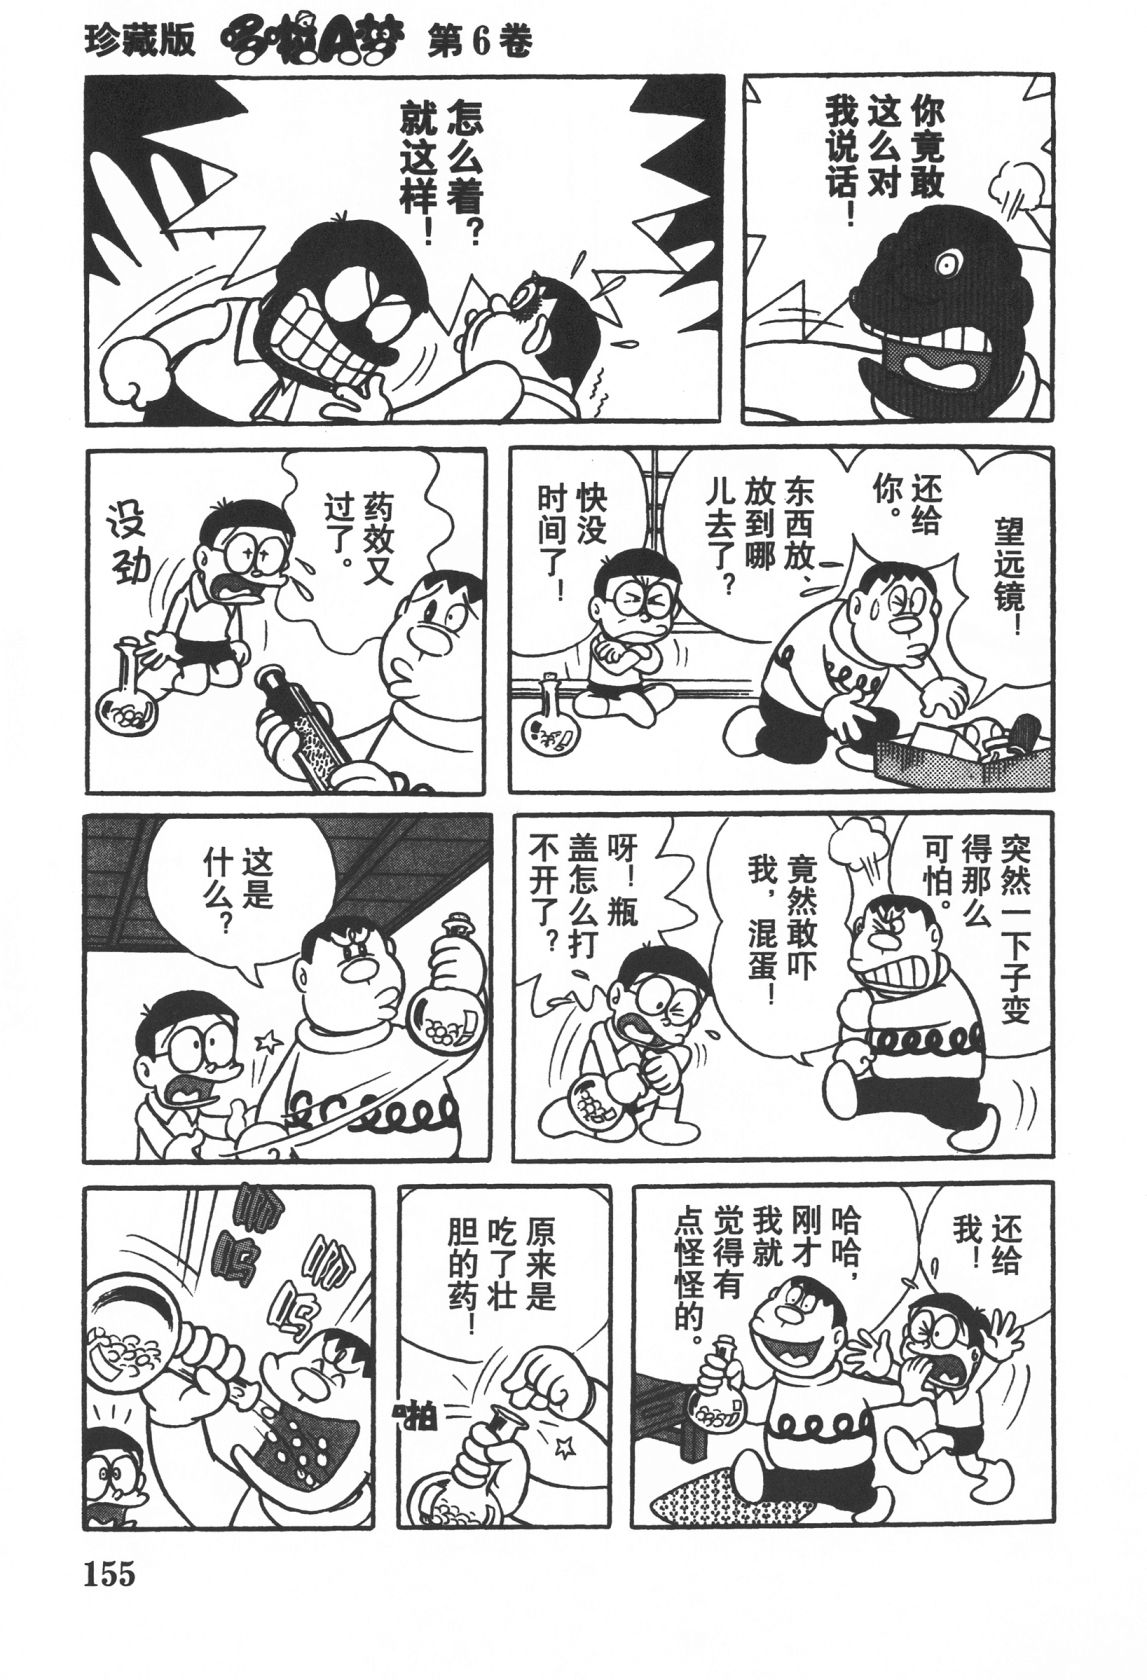 珍藏版 哆啦A梦 第6卷
你竟敢
这么对
我说话！
怎么着？
就这样！
望远镜！
还给
你。
东西放、
放到哪
儿去了？
快没
时间了！
药效又
过了。
没劲
突然一下子变
得那么
可怕。
竟然敢吓
我，混蛋！
呀！瓶
盖怎么打
不开了？
这是
什么？
还给
我！
哈哈，
刚才
我就
觉得有
点怪怪的。
原来是
吃了壮
胆的药！
啪
咕呜
咕呜
155